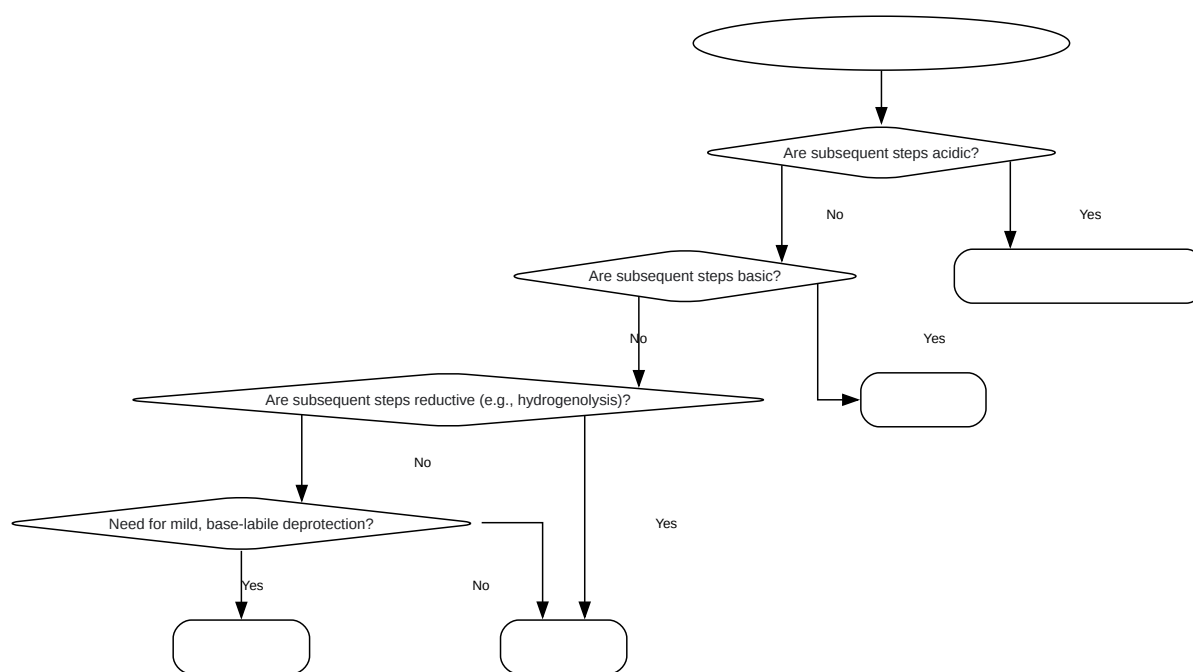 Are subsequent steps acidic?
No
Yes
Are subsequent steps basic?
No
Yes
Are subsequent steps reductive (e.g., hydrogenolysis)?
No
Yes
Need for mild, base-labile deprotection?
Yes
No